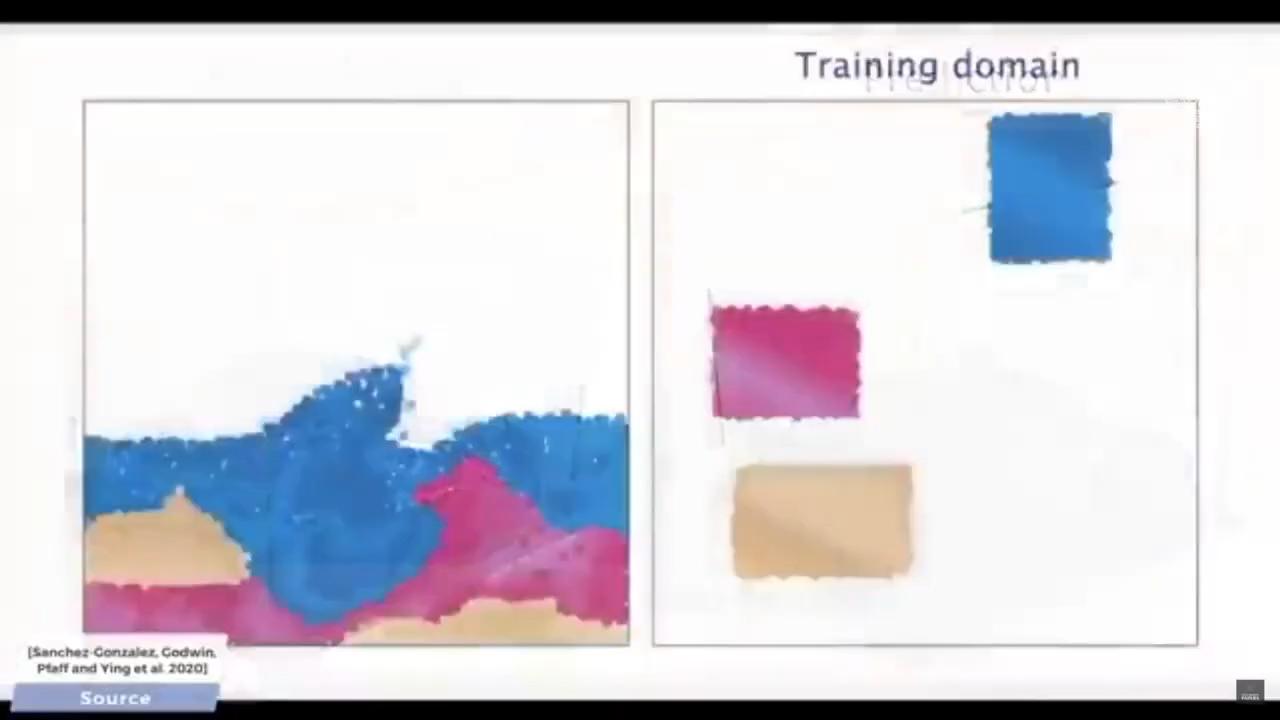 Training domain
[Sanchez-Gonzalez, Godwin,
Pfaff and Ying et al. 2020]
Source